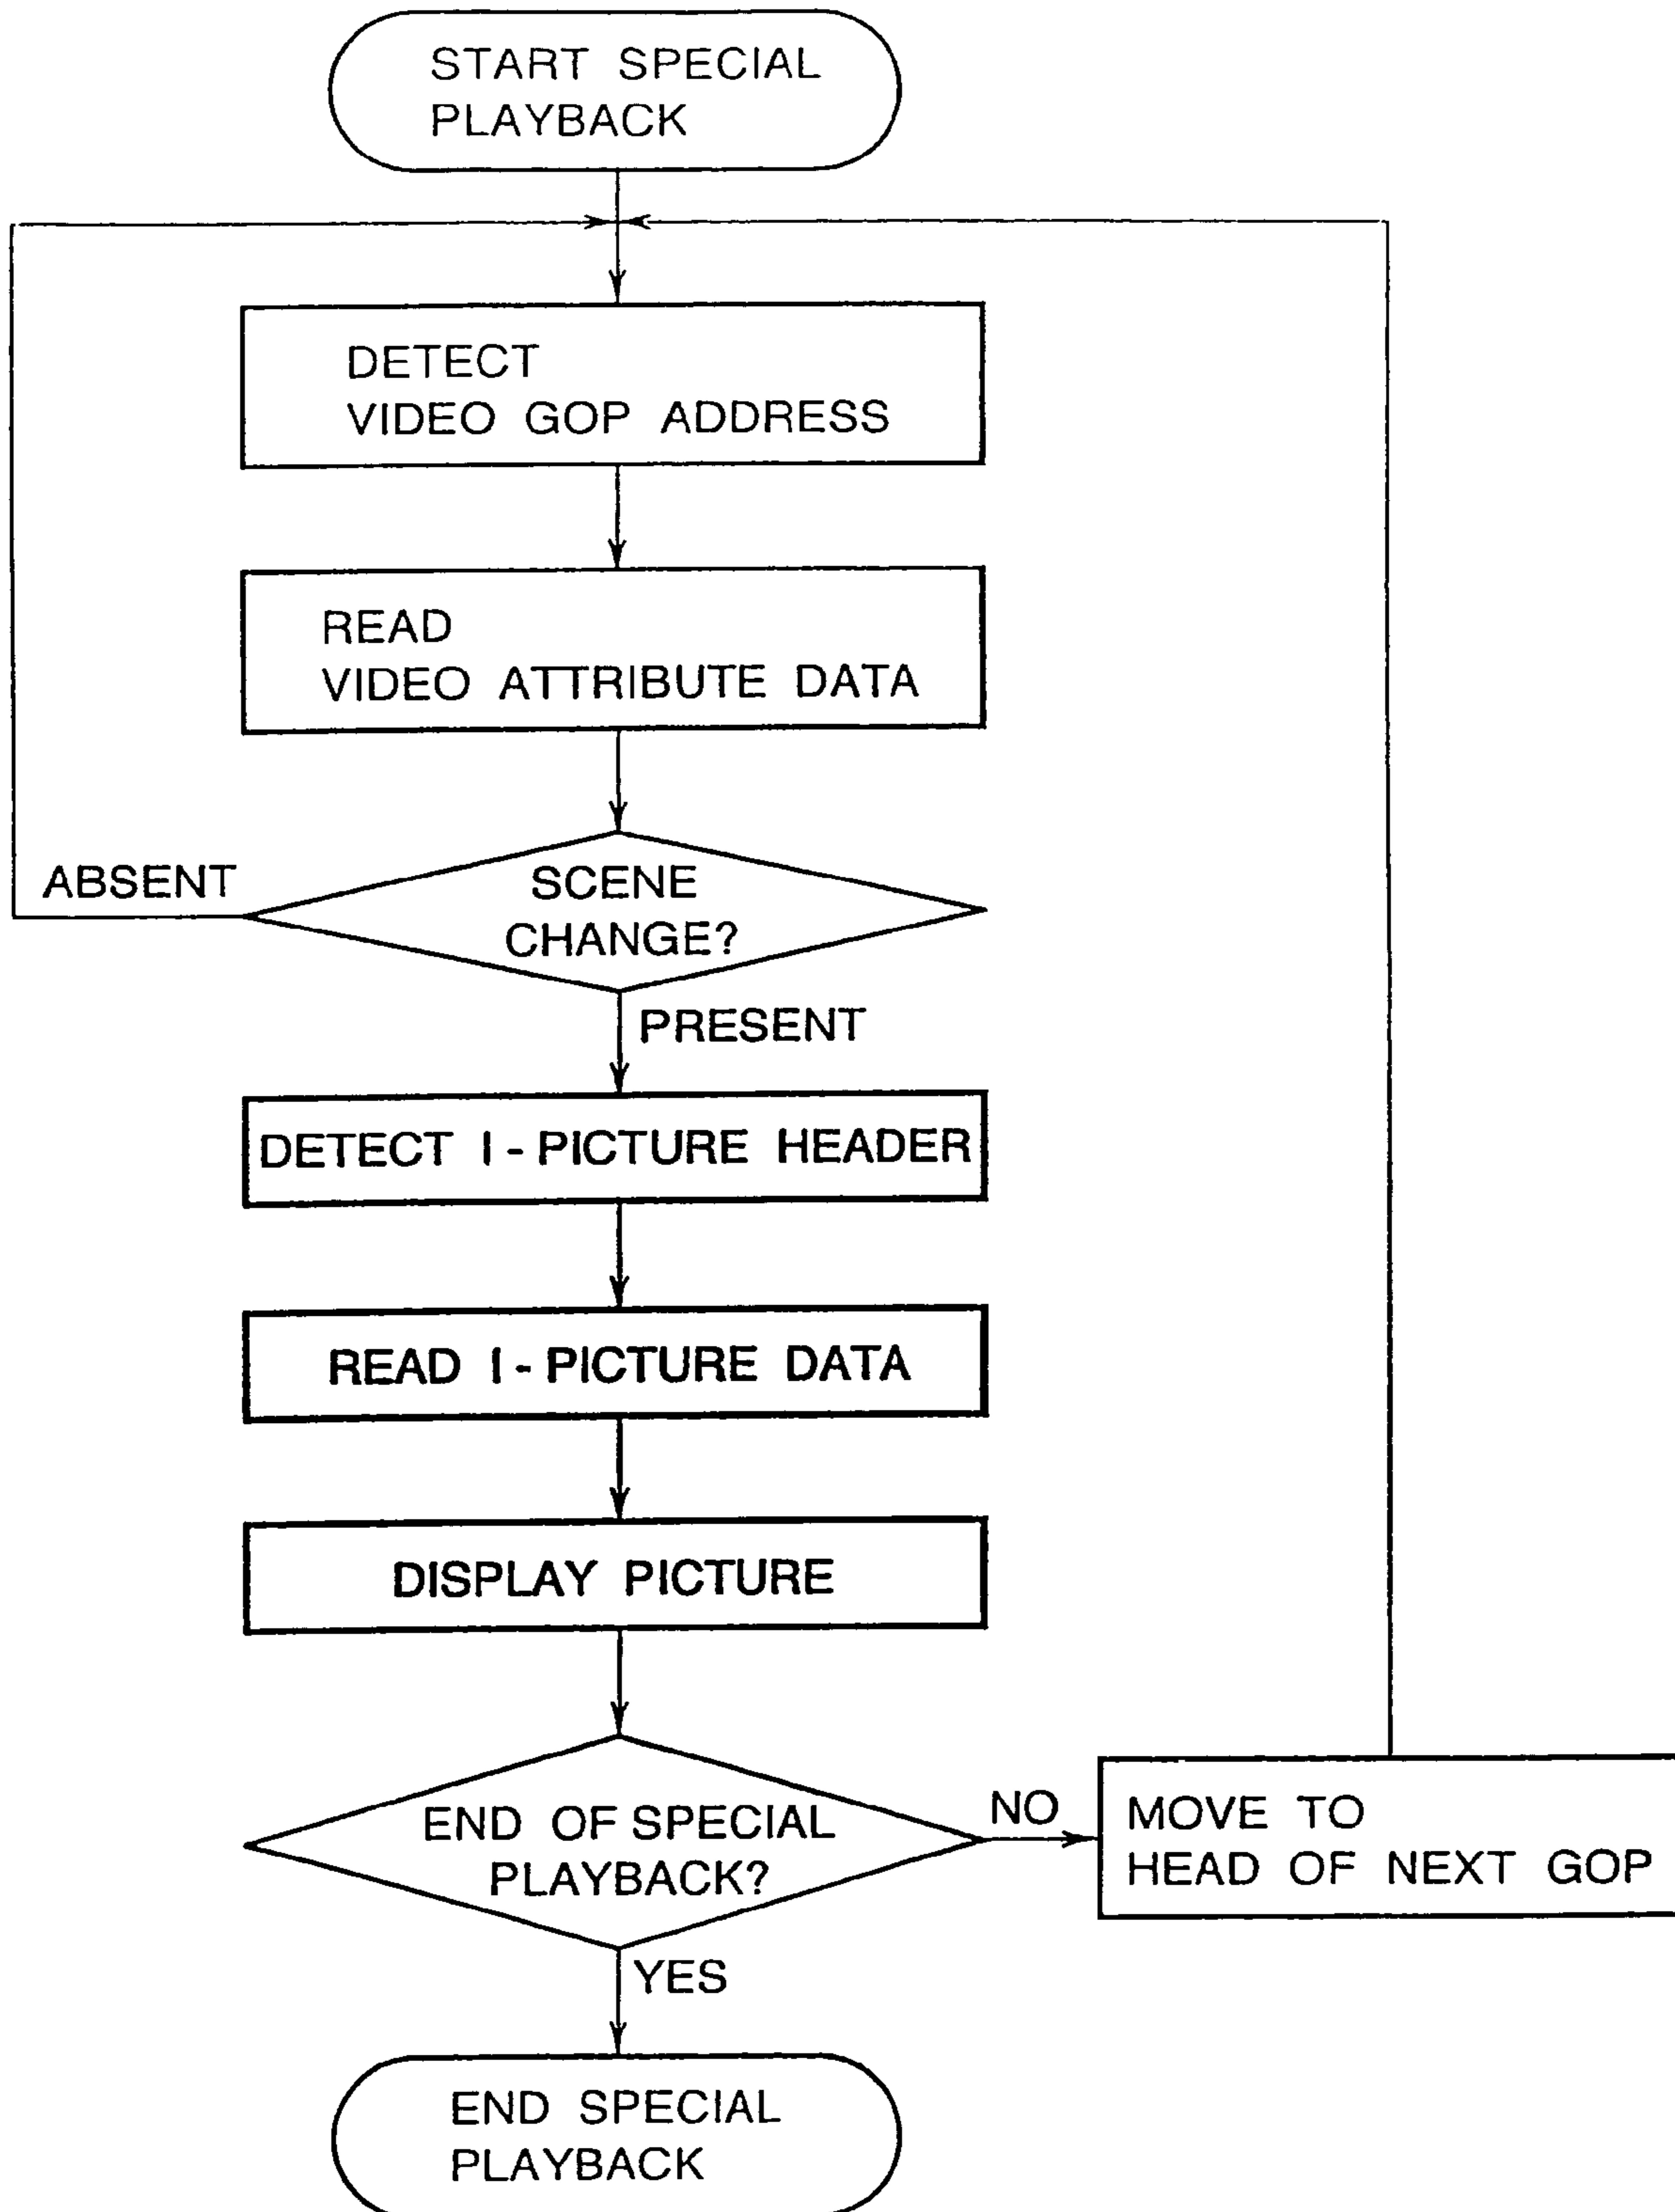 START SPECIAL
PLAYBACK
DETECT
VIDEO GOP ADDRESS
READ
VIDEO ATTRIBUTE DATA
ABSENT
SCENE
CHANGE?
PRESENT
DETECT I - PICTURE HEADER
READ I - PICTURE DATA
DISPLAY PICTURE
END OF SPECIAL
PLAYBACK?
NO
MOVE TO
HEAD OF NEXT GOP
YES
END SPECIAL
PLAYBACK